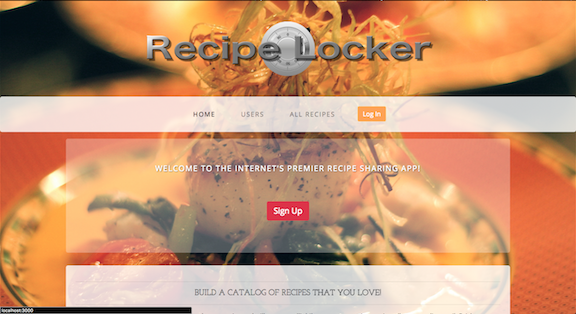 Recipe Locker
HOME USERS ALL RECIPES Log In
WELCOME TO THE INTERNET'S PREMIER RECIPE SHARING APP!
Sign Up
BUILD A CATALOG OF RECIPES THAT YOU LOVE!
localhost:3000